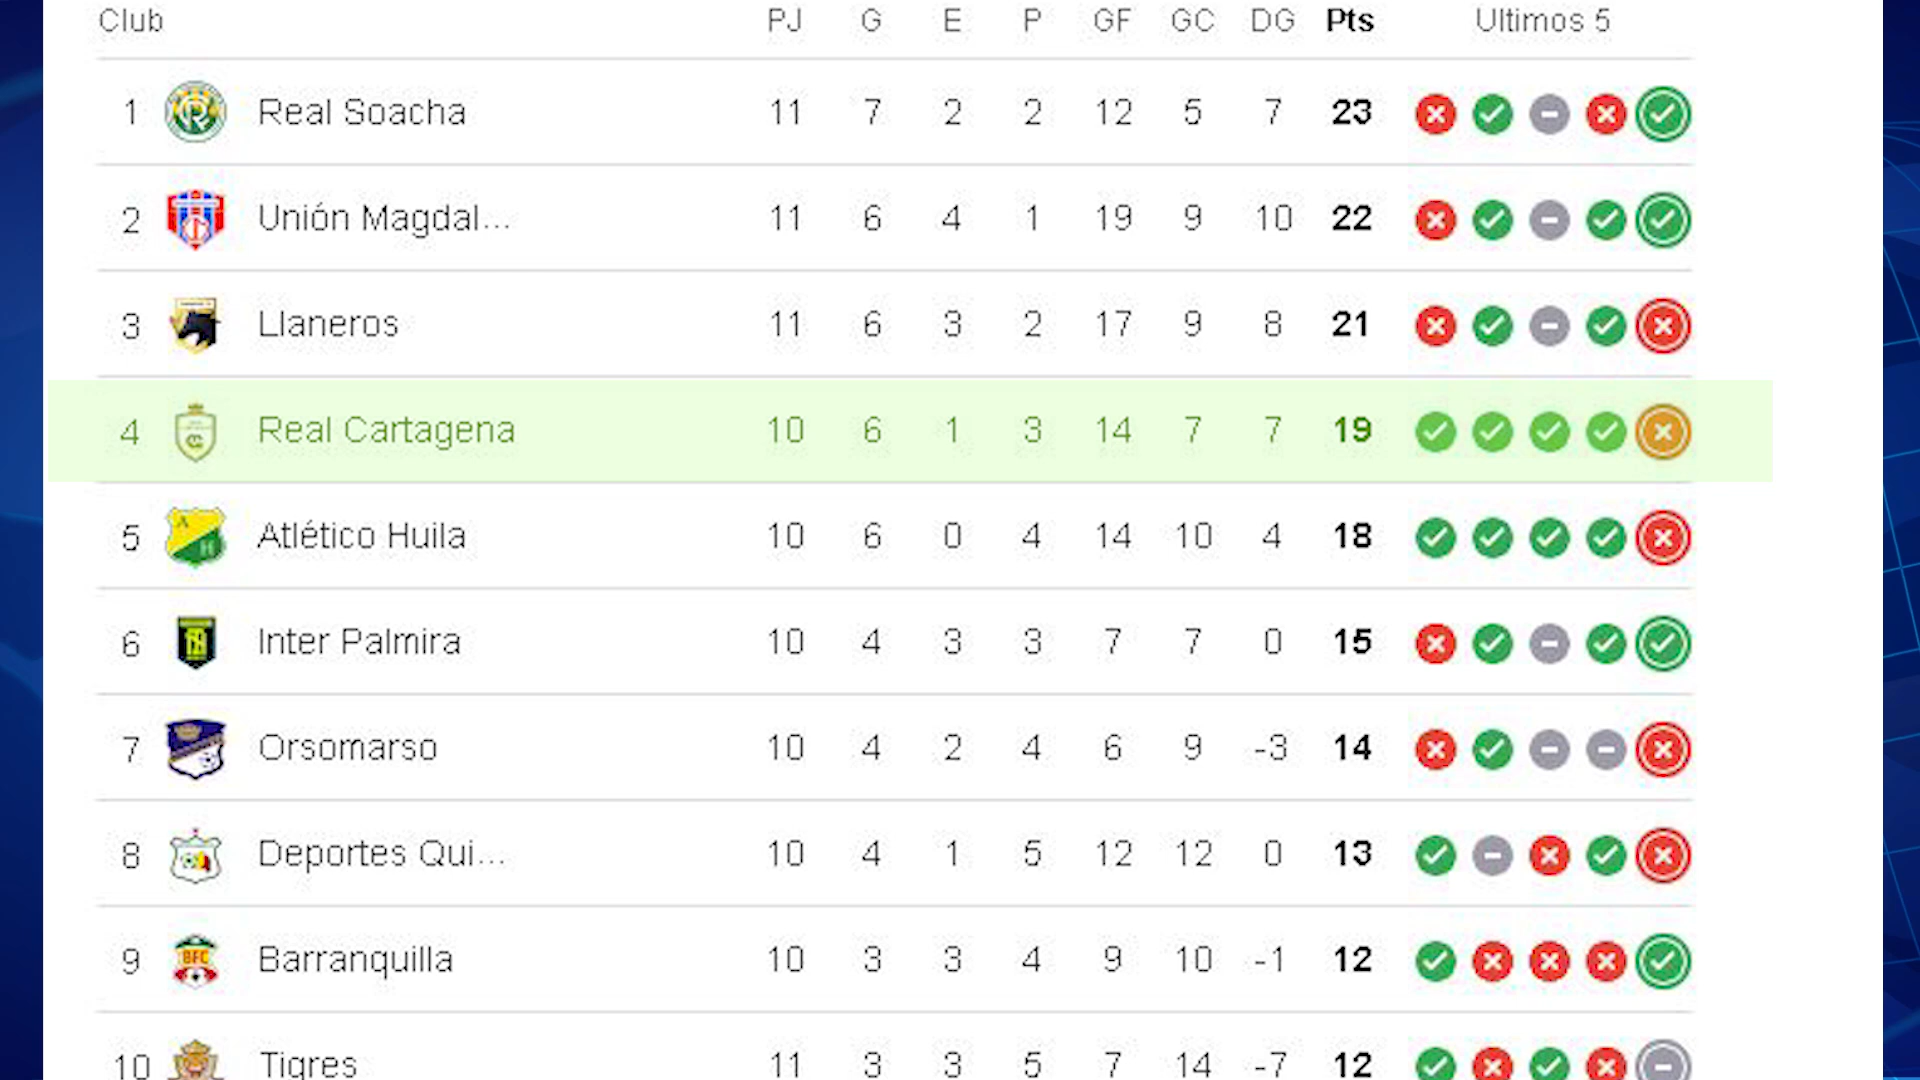 Club PJ G E P GF GC DG Pts Ultimos 5
1 Real Soacha 11 7 2 2 12 5 7 23
2 Unión Magdal... 11 6 4 1 19 9 10 22
3 Llaneros 11 6 3 2 17 9 8 21
4 Real Cartagena 10 6 1 3 14 7 7 19
5 Atlético Huila 10 6 0 4 14 10 4 18
6 Inter Palmira 10 4 3 3 7 7 0 15
7 Orsomarso 10 4 2 4 6 9 -3 14
8 Deportes Qui... 10 4 1 5 12 12 0 13
9 BFC Barranquilla 10 3 3 4 9 10 -1 12
10 Tigres 11 3 3 5 7 14 -7 12